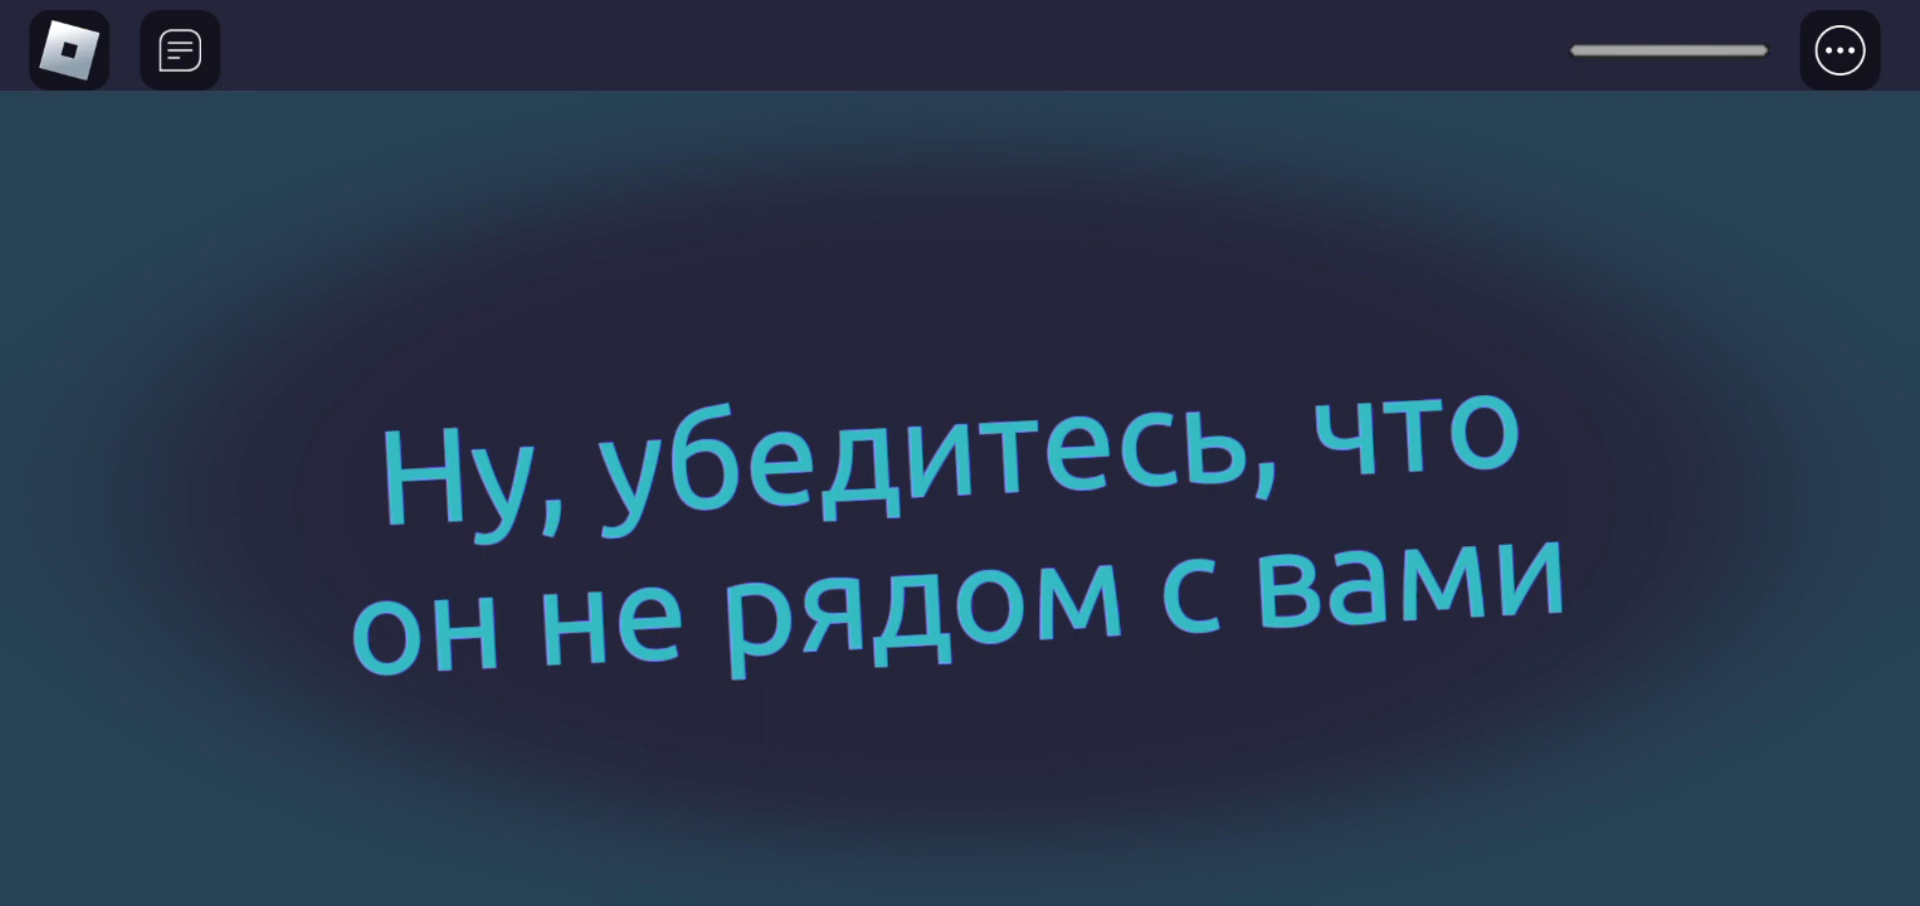 Ну, убедитесь, что
он не рядом с вами